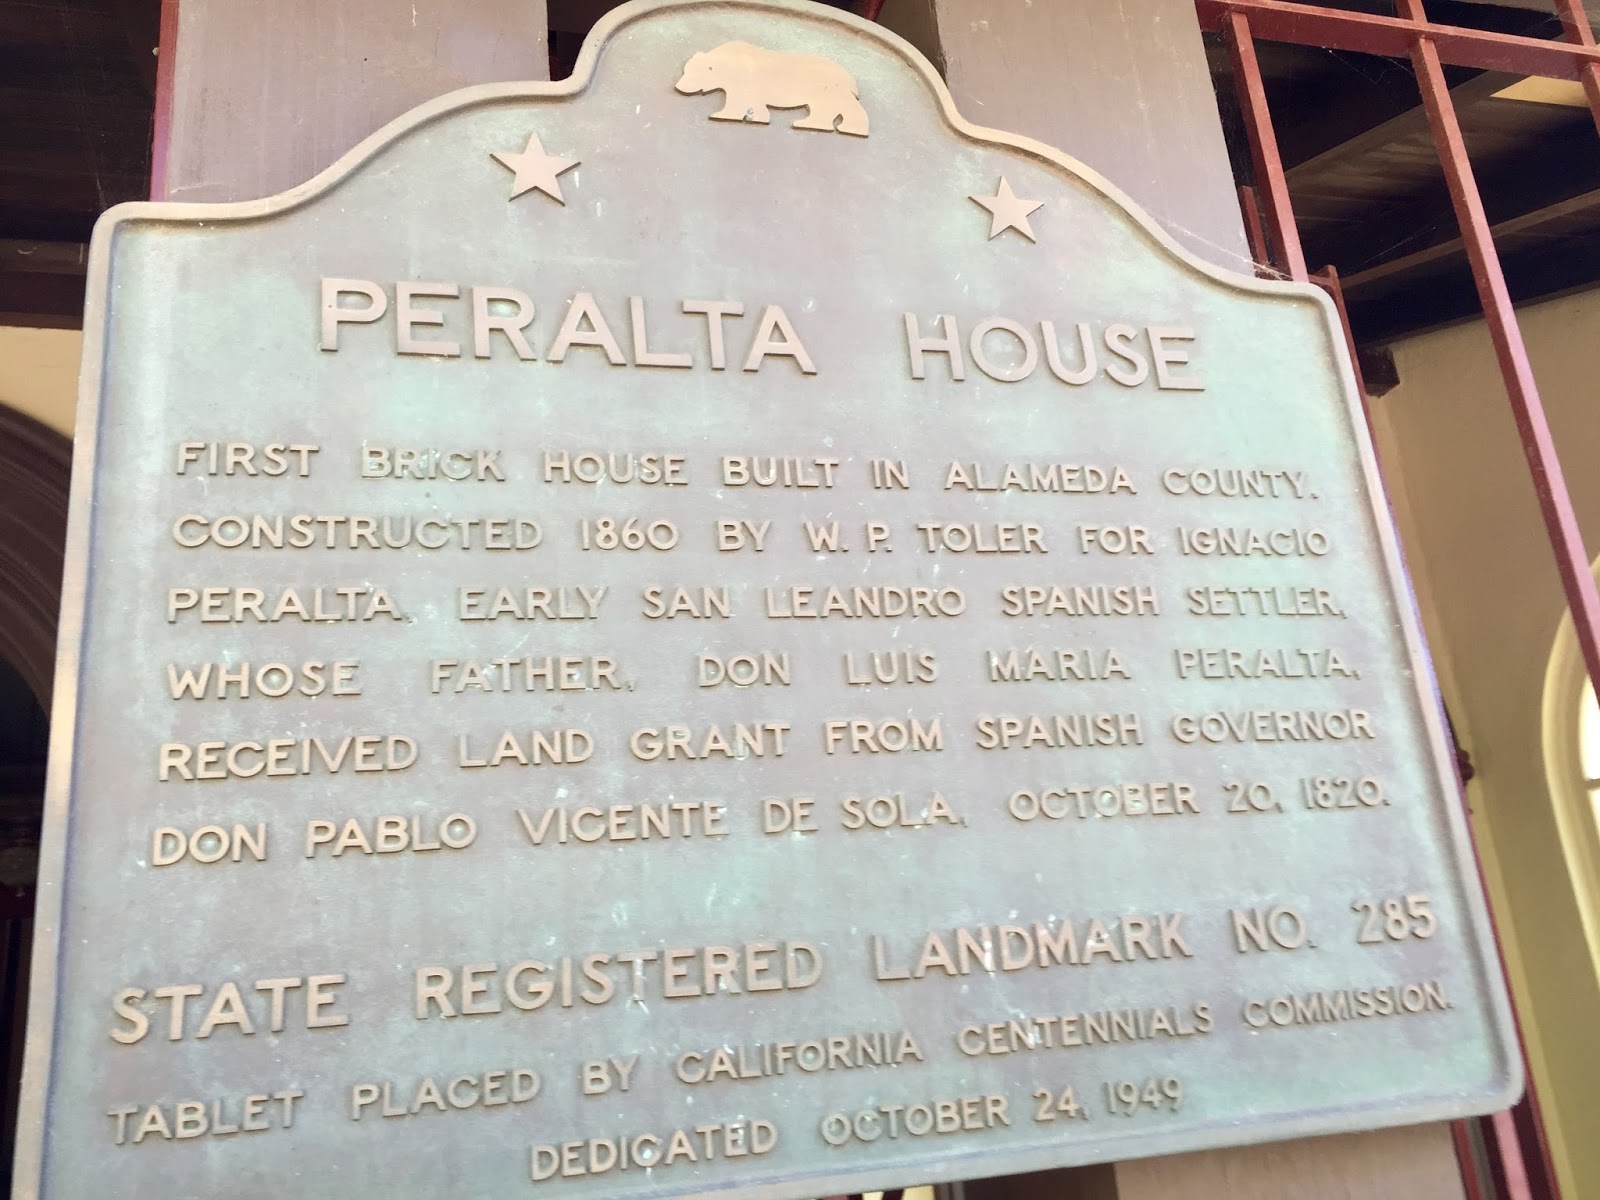 PERALTA HOUSE
FIRST BRICK HOUSE BUILT IN ALAMEDA COUNTY.
CONSTRUCTED 1860 BY W. P. TOLER FOR IGNACIO
PERALTA, EARLY SAN LEANDRO SPANISH SETTLER,
WHOSE FATHER, DON LUIS MARIA PERALTA,
RECEIVED LAND GRANT FROM SPANISH GOVERNOR
DON PABLO VICENTE DE SOLA, OCTOBER 20, 1820.
STATE REGISTERED LANDMARK NO. 285
TABLET PLACED BY CALIFORNIA CENTENNIALS COMMISSION.
DEDICATED OCTOBER 24, 1949